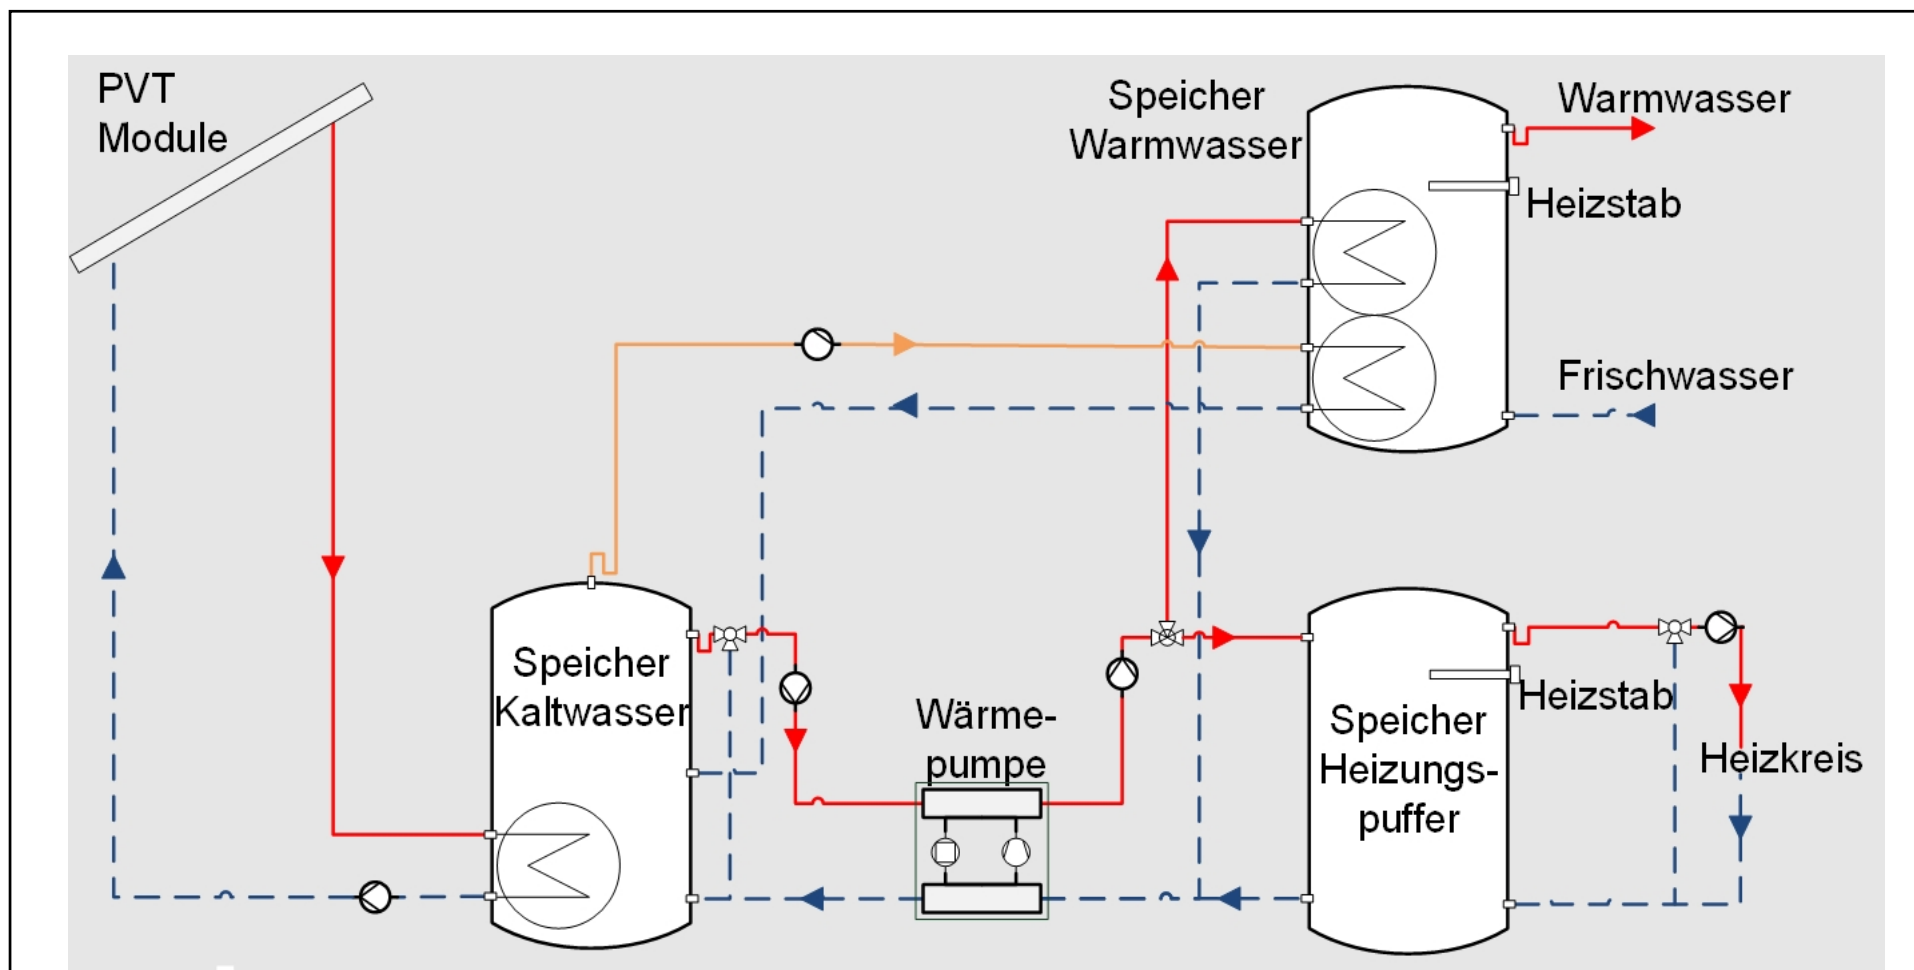 PVT
Module
Speicher
Warmwasser
Warmwasser
Heizstab
Frischwasser
Speicher
Kaltwasser
Wärme-
pumpe
Speicher
Heizungs-
puffer
Heizstab
Heizkreis